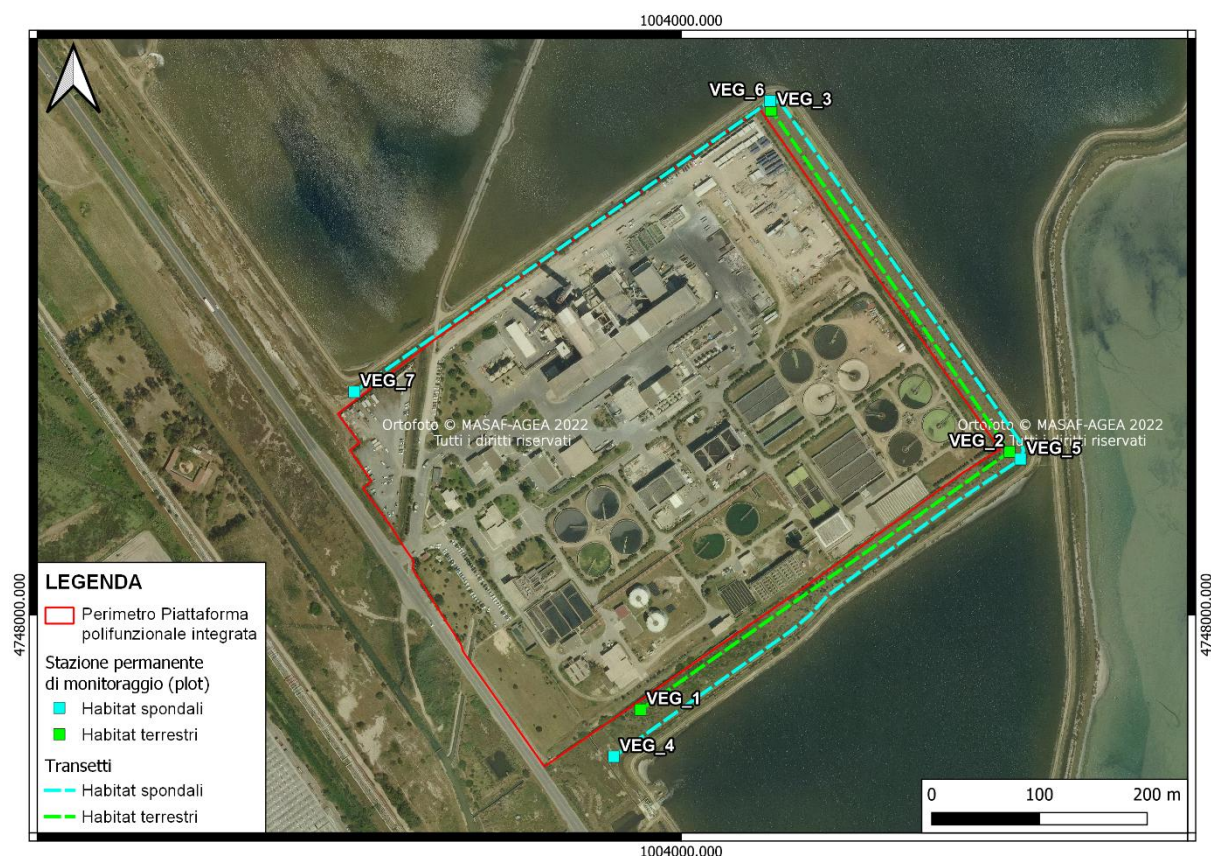 1004000.000
VEG_6
VEG_3
VEG_7
Ortofoto © MASAF-AGEA 2022
Tutti i diritti riservati
Ortofoto © MASAF-AGEA 2022
Tutti i diritti riservati
VEG_2
VEG_5
4748000.000
4748000.000
VEG_1
VEG_4
LEGENDA
Perimetro Piattaforma
polifunzionale integrata
Stazione permanente
di monitoraggio (plot)
Habitat spondali
Habitat terrestri
Transetti
Habitat spondali
Habitat terrestri
0 100 200 m
1004000.000